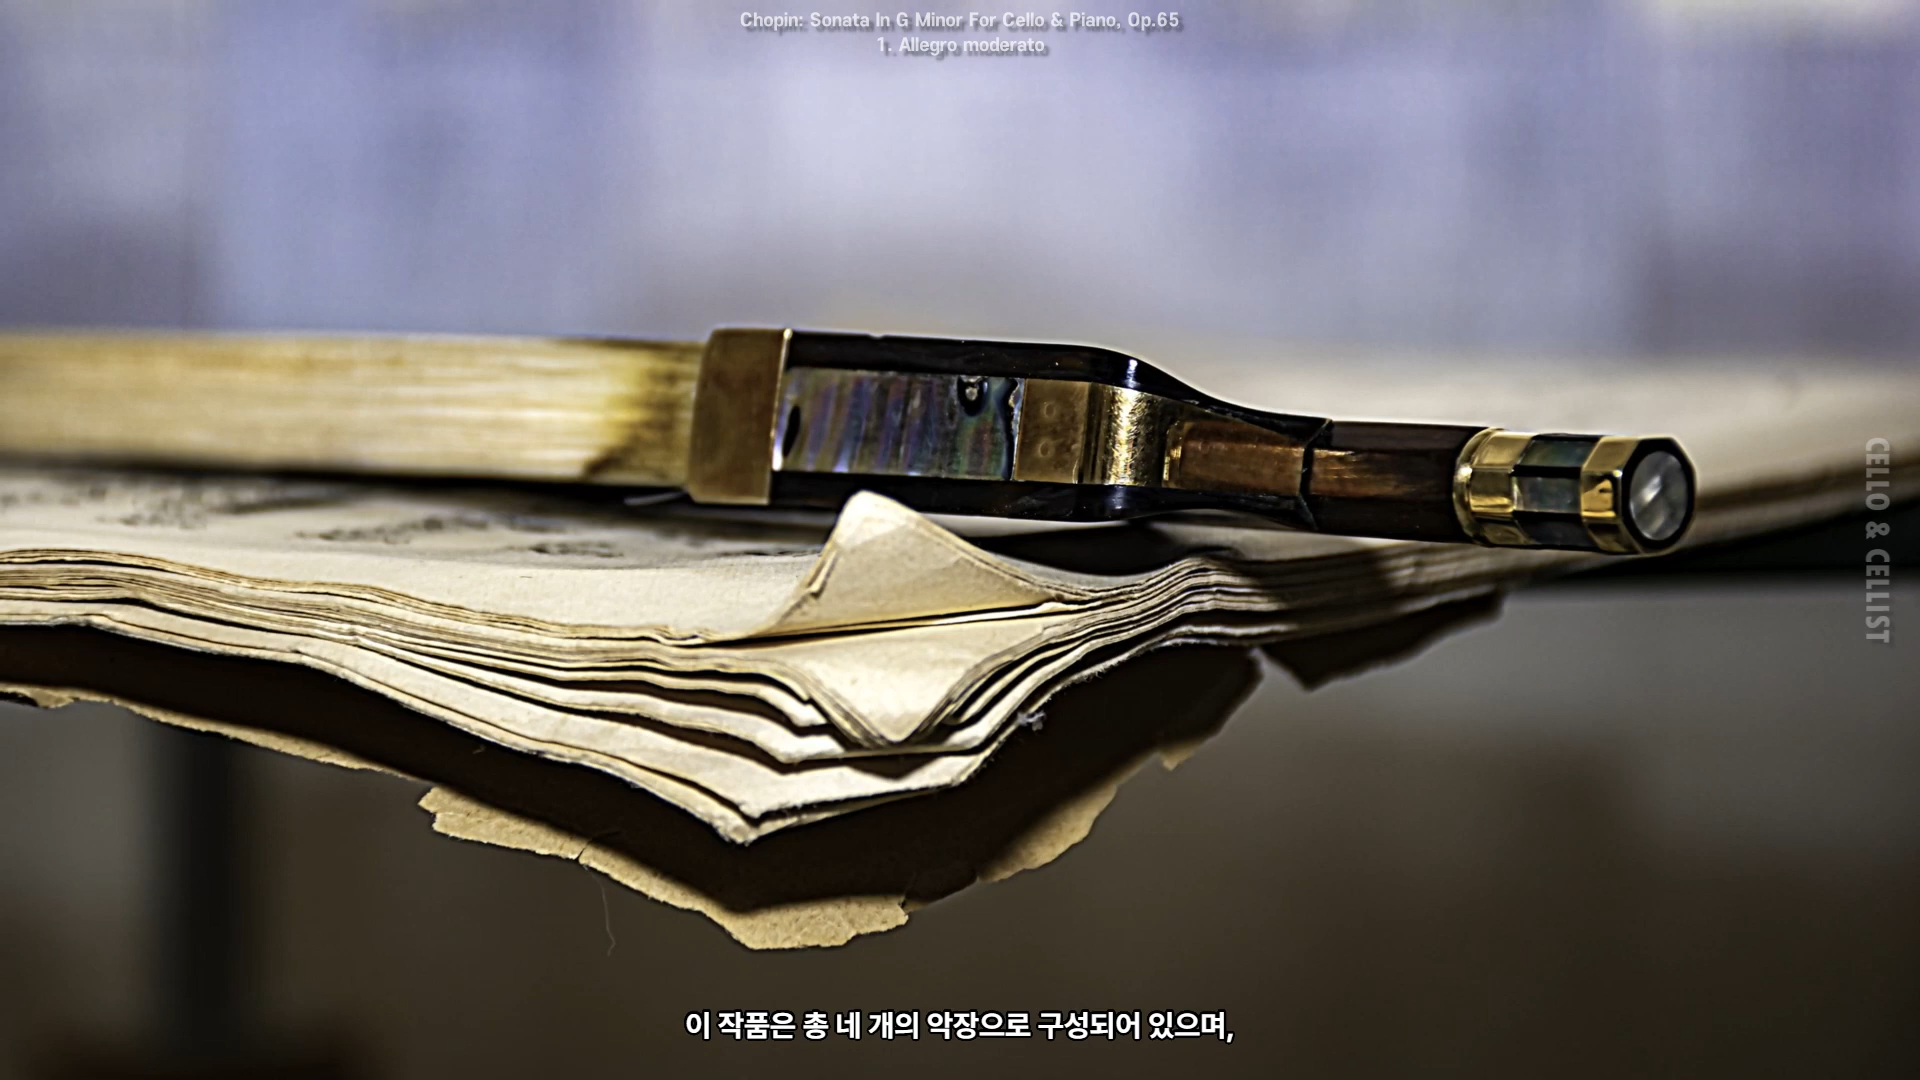 Chopin: Sonata In G Minor For Cello & Piano, Op.65
1. Allegro moderato
CELLO & CELLIST
이 작품은 총 네 개의 악장으로 구성되어 있으며,